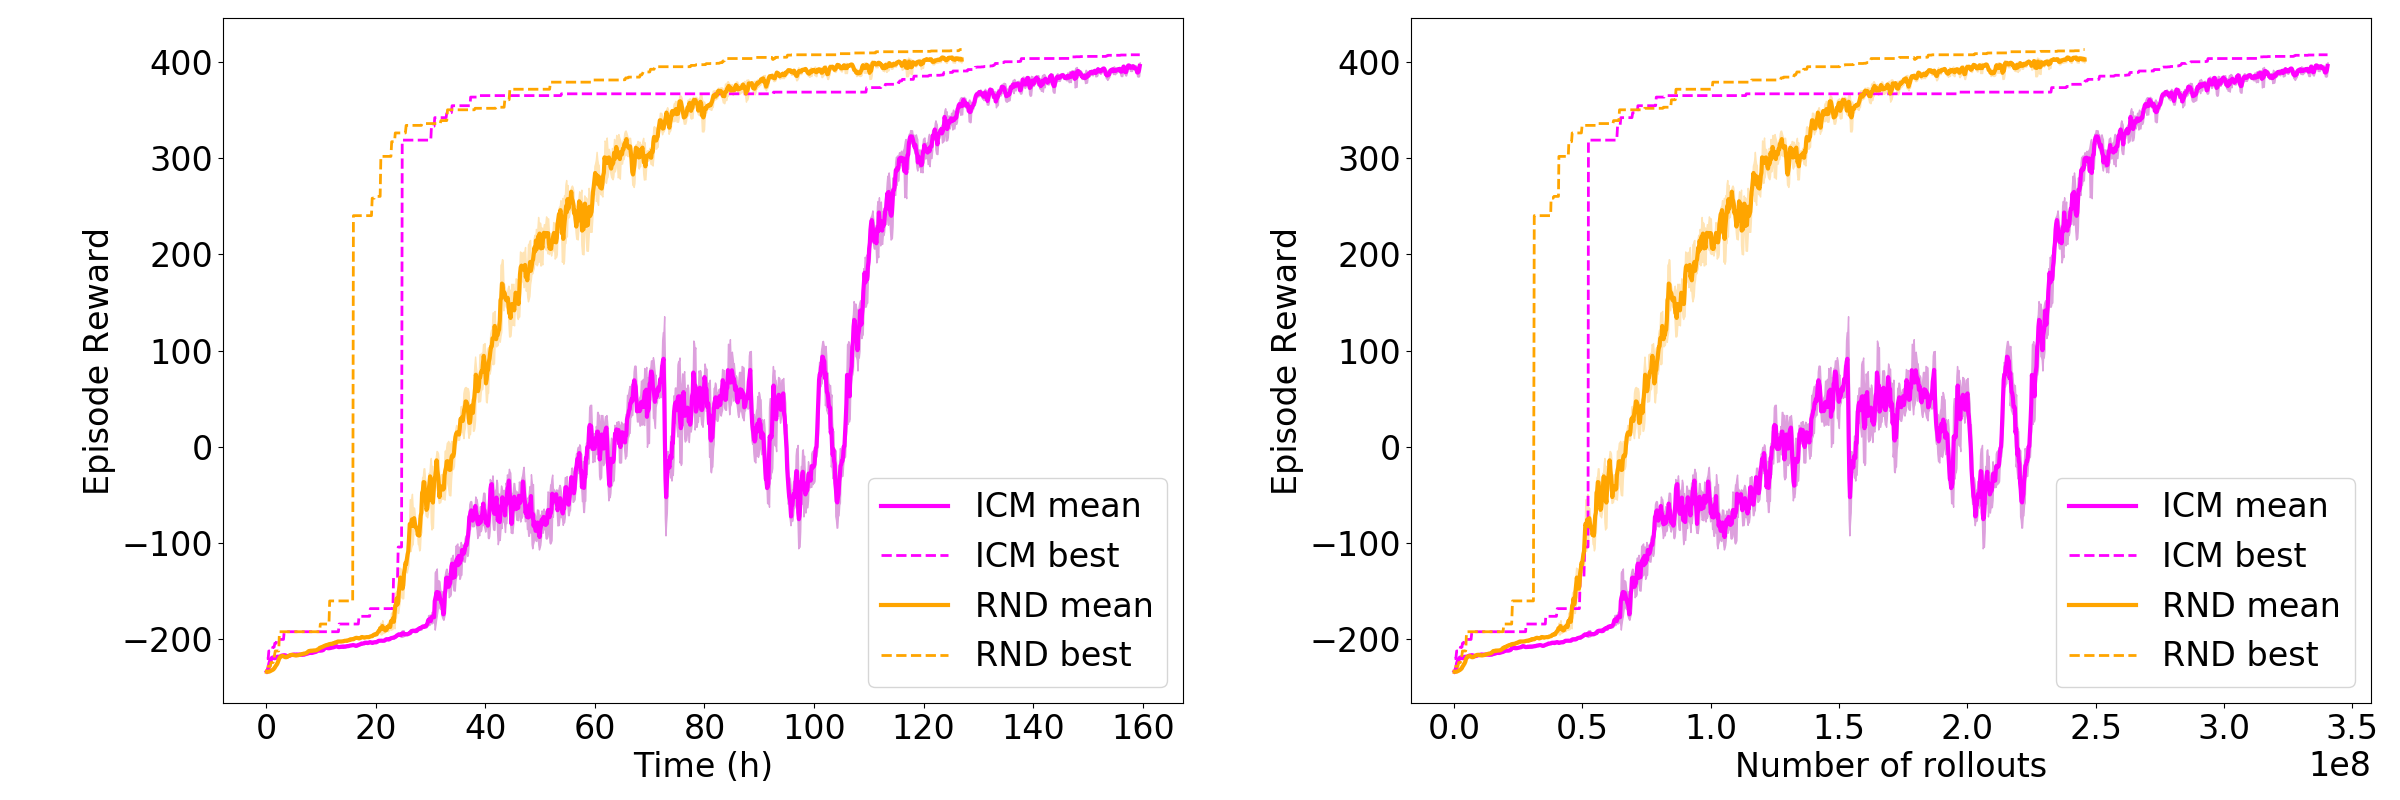 400
300
200
100
0
−100
−200
Episode Reward
0 20 40 60 80 100 120 140 160
Time (h)
ICM mean
ICM best
RND mean
RND best
400
300
200
100
0
−100
−200
Episode Reward
0.0 0.5 1.0 1.5 2.0 2.5 3.0 3.5
1e8
Number of rollouts
ICM mean
ICM best
RND mean
RND best